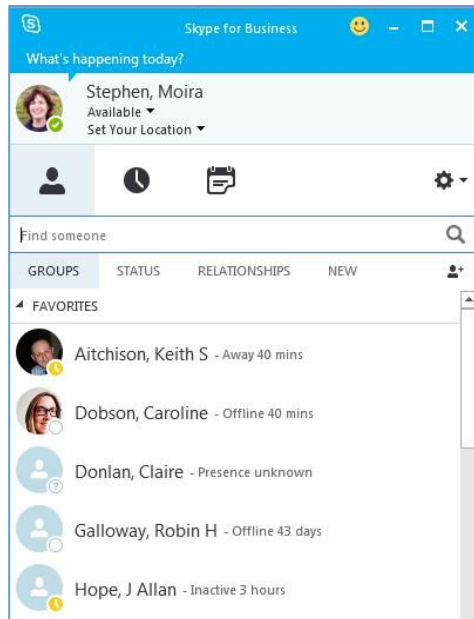 Skype for Business
What's happening today?
Stephen, Moira
Available
Set Your Location
Find someone
GROUPS STATUS RELATIONSHIPS NEW
FAVORITES
Aitchison, Keith S - Away 40 mins
Dobson, Caroline - Offline 40 mins
Donlan, Claire - Presence unknown
Galloway, Robin H - Offline 43 days
Hope, J Allan - Inactive 3 hours